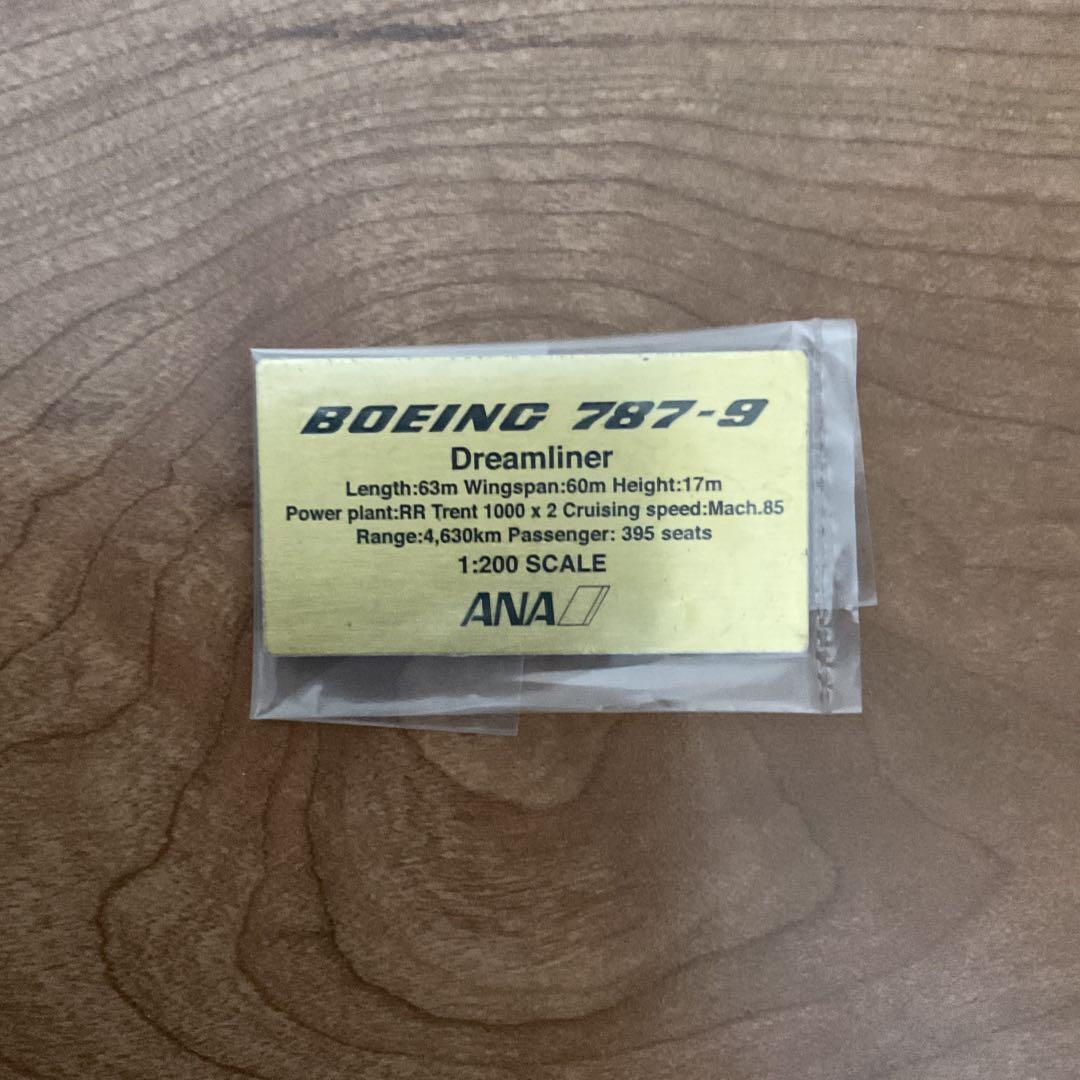 BOEING 787-9
Dreamliner
Length:63m Wingspan:60m Height:17m
Power plant:RR Trent 1000 x 2 Cruising speed:Mach.85
Range:4,630km Passenger: 395 seats
1:200 SCALE
ANA